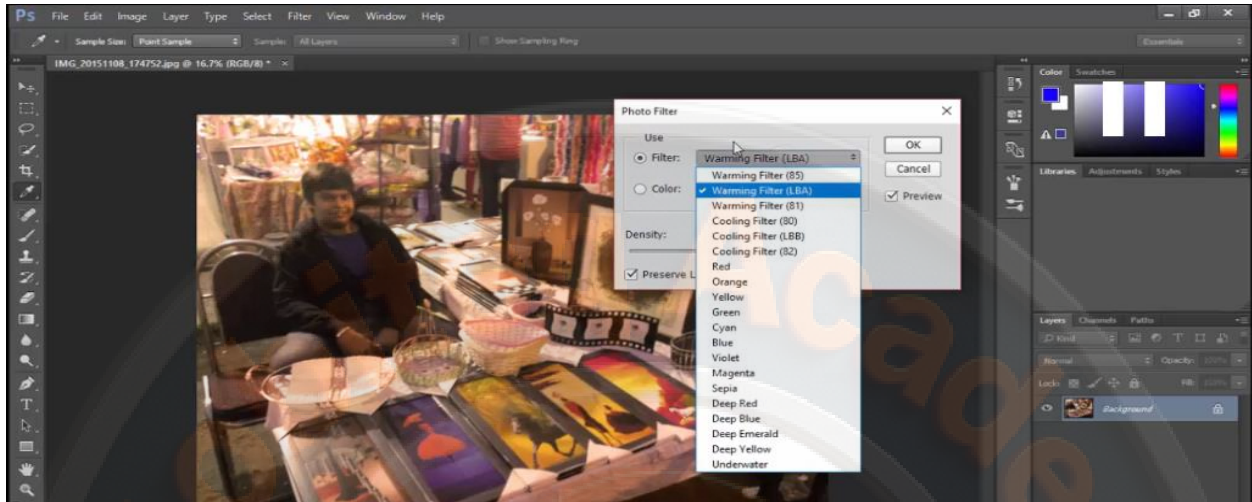 Ps File Edit Image Layer Type Select Filter View Window Help
Sample Size: Point Sample Sample: All Layers Show Sampling Ring Essentials
IMG_20151108_174752.jpg @ 16.7% (RGB/8) *
Color Swatches
Libraries Adjustments Styles
Photo Filter
Use
Filter: Warming Filter (LBA)
Color:
Density:
Preserve L
OK
Cancel
Preview
Warming Filter (85)
Warming Filter (LBA)
Warming Filter (81)
Cooling Filter (80)
Cooling Filter (LBB)
Cooling Filter (82)
Red
Orange
Yellow
Green
Cyan
Blue
Violet
Magenta
Sepia
Deep Red
Deep Blue
Deep Emerald
Deep Yellow
Underwater
Layers Channels Paths
Kind
Normal Opacity: 100%
Lock: Fill: 100%
Background